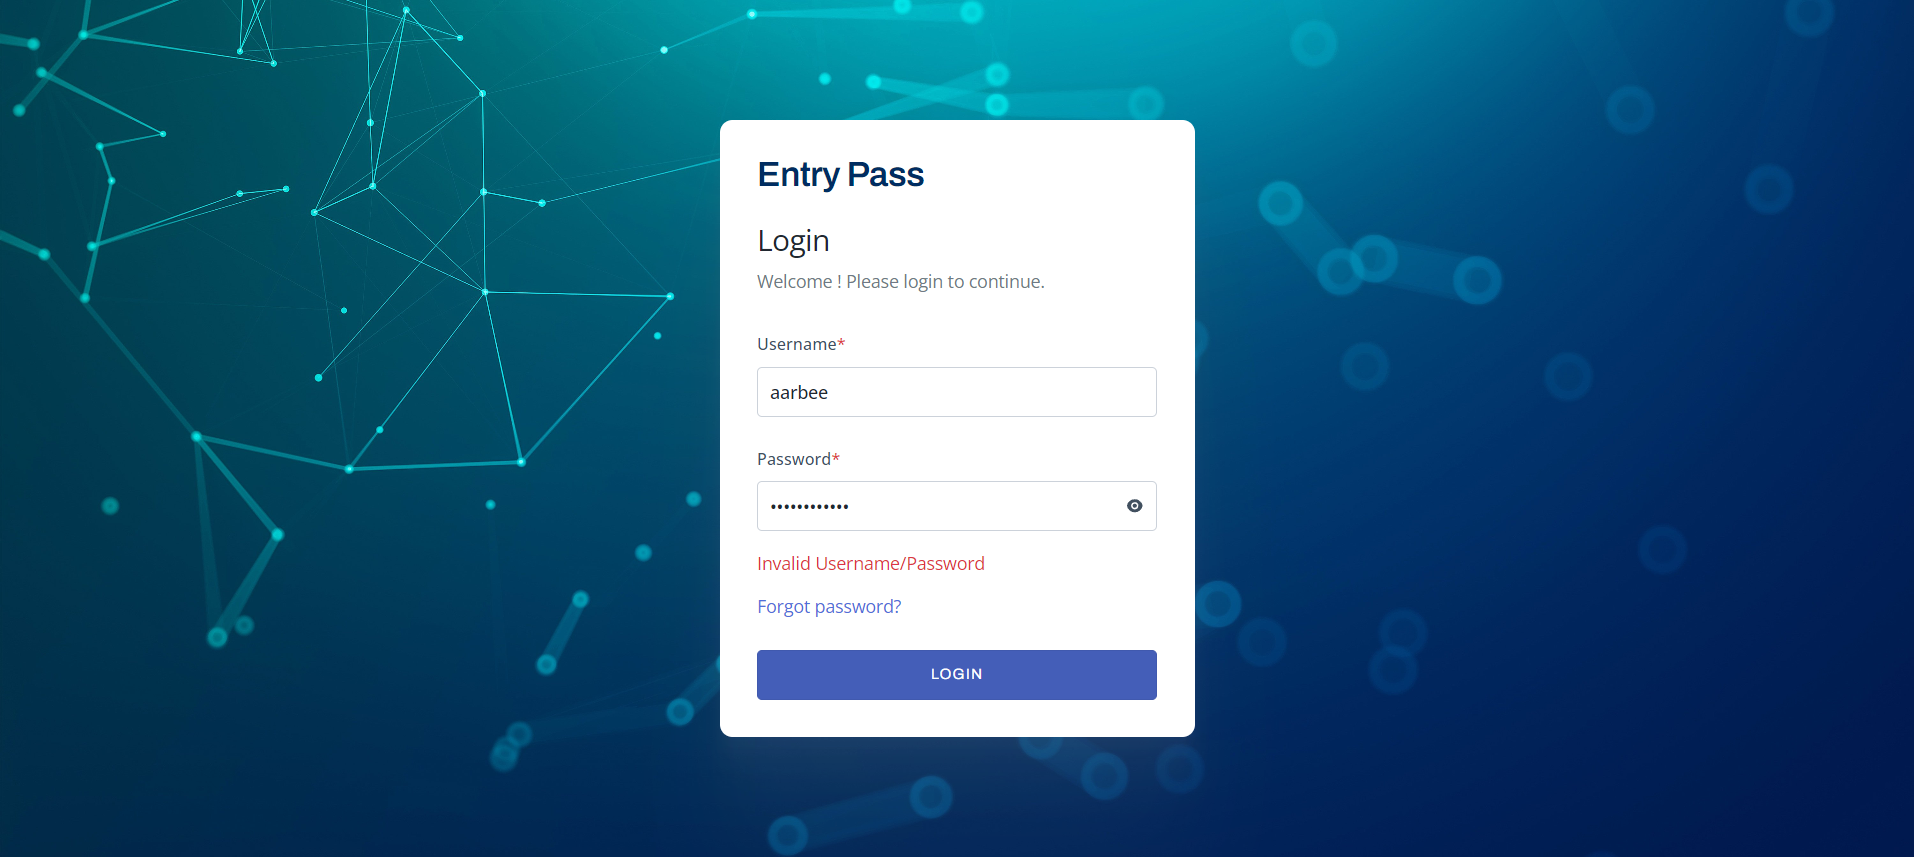 Entry Pass
Login
Welcome ! Please login to continue.
Username*
aarbee
Password*
••••••••••••
Invalid Username/Password
Forgot password?
LOGIN